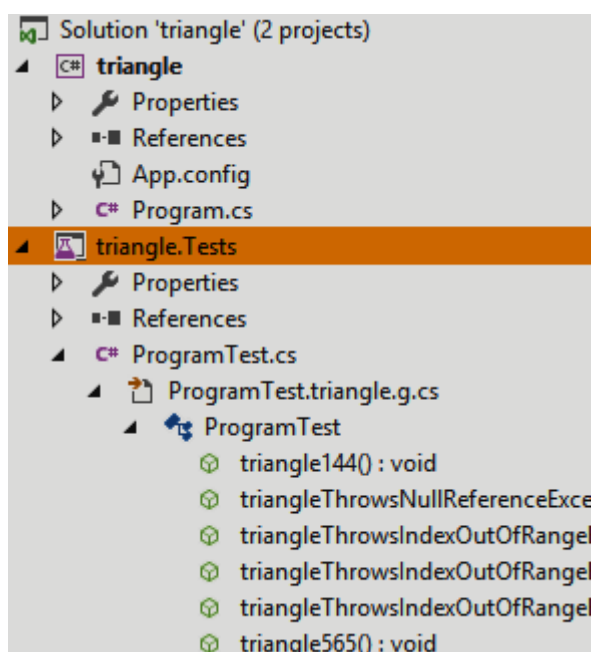 Solution 'triangle' (2 projects)
C# triangle
Properties
References
App.config
C# Program.cs
triangle.Tests
Properties
References
C# ProgramTest.cs
ProgramTest.triangle.g.cs
ProgramTest
triangle144() : void
triangleThrowsNullReferenceExce
triangleThrowsIndexOutOfRange
triangleThrowsIndexOutOfRange
triangleThrowsIndexOutOfRange
triangle565() : void